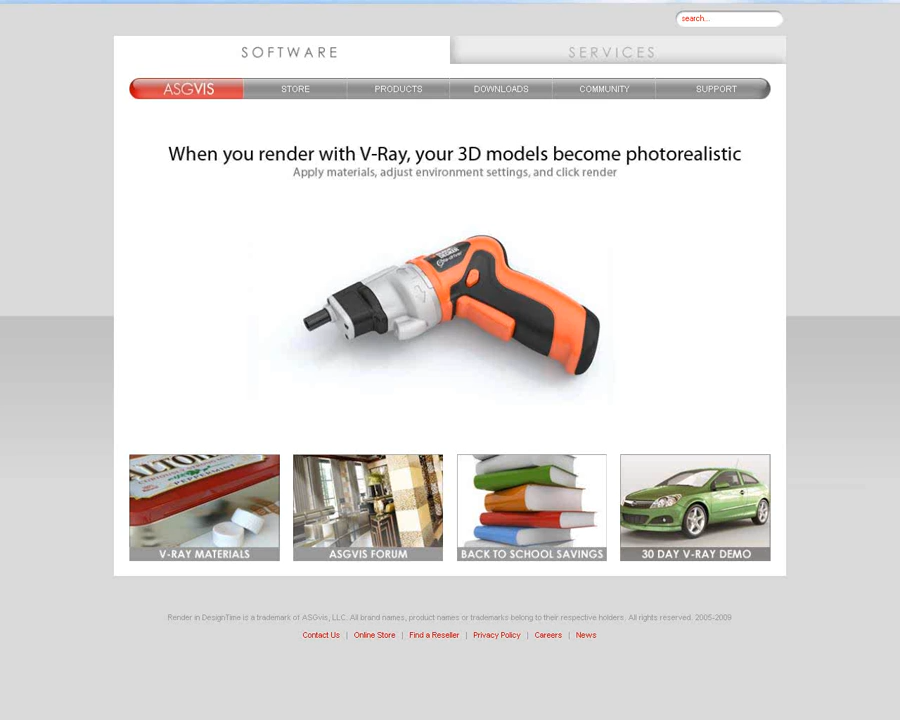 search...
SOFTWARE
SERVICES
ASGVIS
STORE
PRODUCTS
DOWNLOADS
COMMUNITY
SUPPORT
When you render with V-Ray, your 3D models become photorealistic
Apply materials, adjust environment settings, and click render
PEPPERMINT
V-RAY MATERIALS
ASGVIS FORUM
BACK TO SCHOOL SAVINGS
30 DAY V-RAY DEMO
Render in DesignTime is a trademark of ASGvis, LLC. All brand names, product names or trademarks belong to their respective holders. All rights reserved. 2005-2009
Contact Us | Online Store | Find a Reseller | Privacy Policy | Careers | News